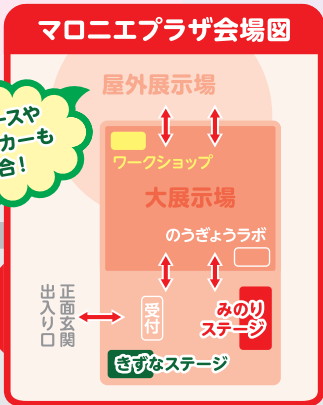 マロニエプラザ会場図
屋外展示場
ースや
カーも
合！
ワークショップ
大展示場
のうぎょうラボ
正面玄関
出入り口
受付
みのり
ステージ
きずなステージ